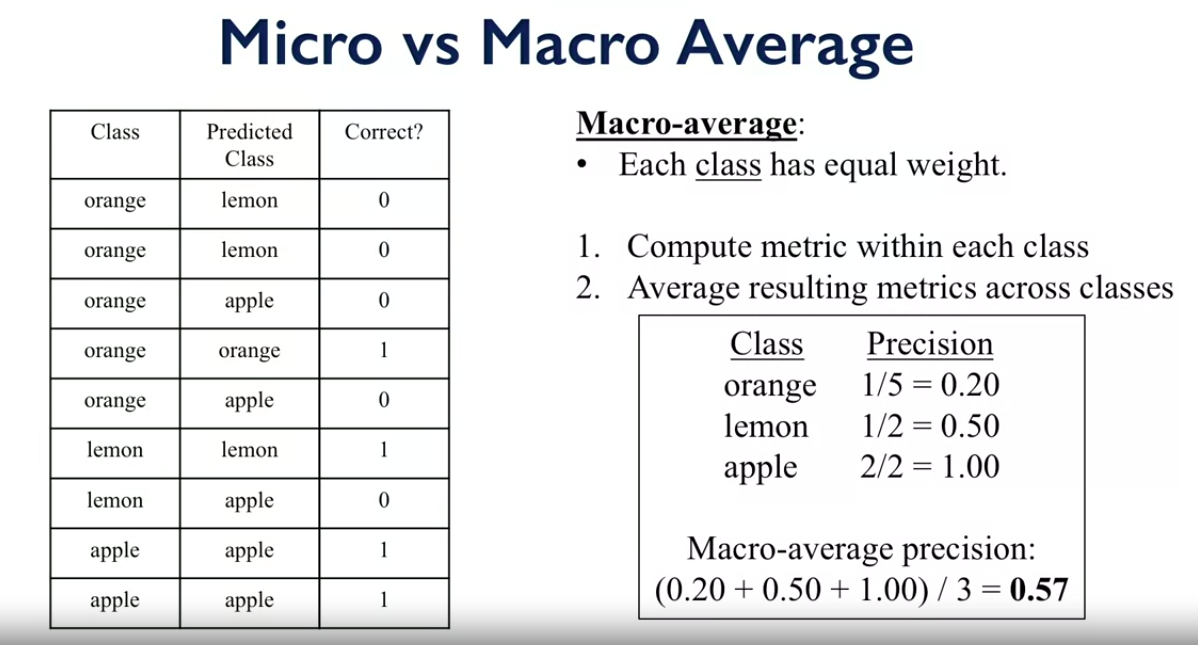 Micro vs Macro Average
Class Predicted Class Correct?
orange lemon 0
orange lemon 0
orange apple 0
orange orange 1
orange apple 0
lemon lemon 1
lemon apple 0
apple apple 1
apple apple 1
Macro-average:
• Each class has equal weight.
1. Compute metric within each class
2. Average resulting metrics across classes
Class Precision
orange 1/5 = 0.20
lemon 1/2 = 0.50
apple 2/2 = 1.00
Macro-average precision:
(0.20 + 0.50 + 1.00) / 3 = 0.57